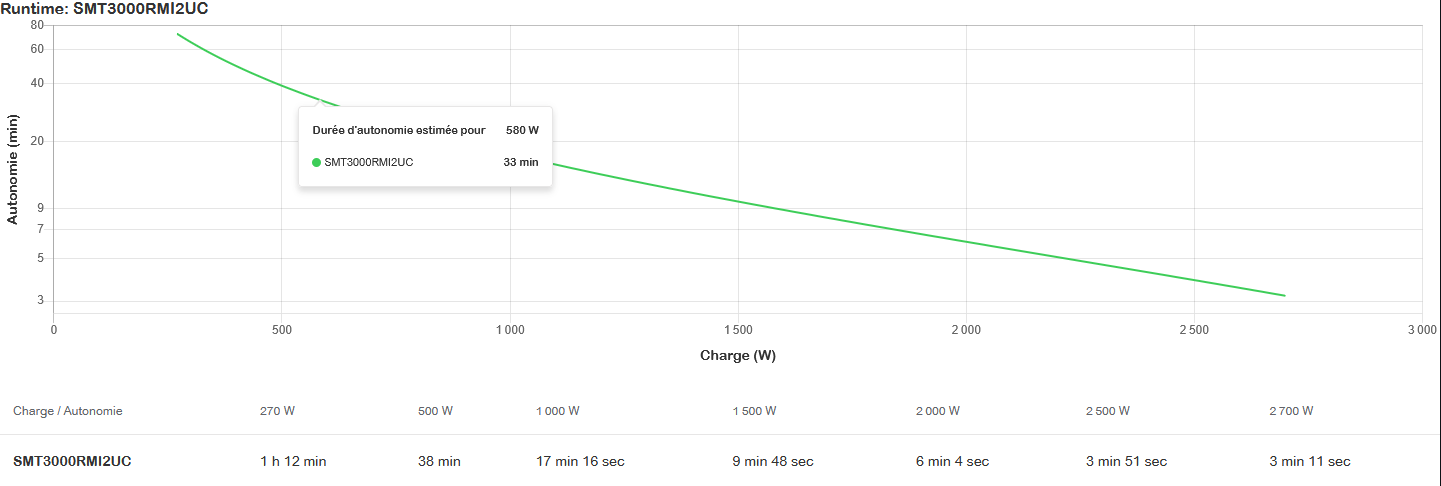 Runtime: SMT3000RMI2UC
80
60
40
20
9
7
5
3
Autonomie (min)
Durée d'autonomie estimée pour 580 W
SMT3000RMI2UC 33 min
0 500 1 000 1 500 2 000 2 500 3 000
Charge (W)
Charge / Autonomie 270 W 500 W 1 000 W 1 500 W 2 000 W 2 500 W 2 700 W
SMT3000RMI2UC 1 h 12 min 38 min 17 min 16 sec 9 min 48 sec 6 min 4 sec 3 min 51 sec 3 min 11 sec